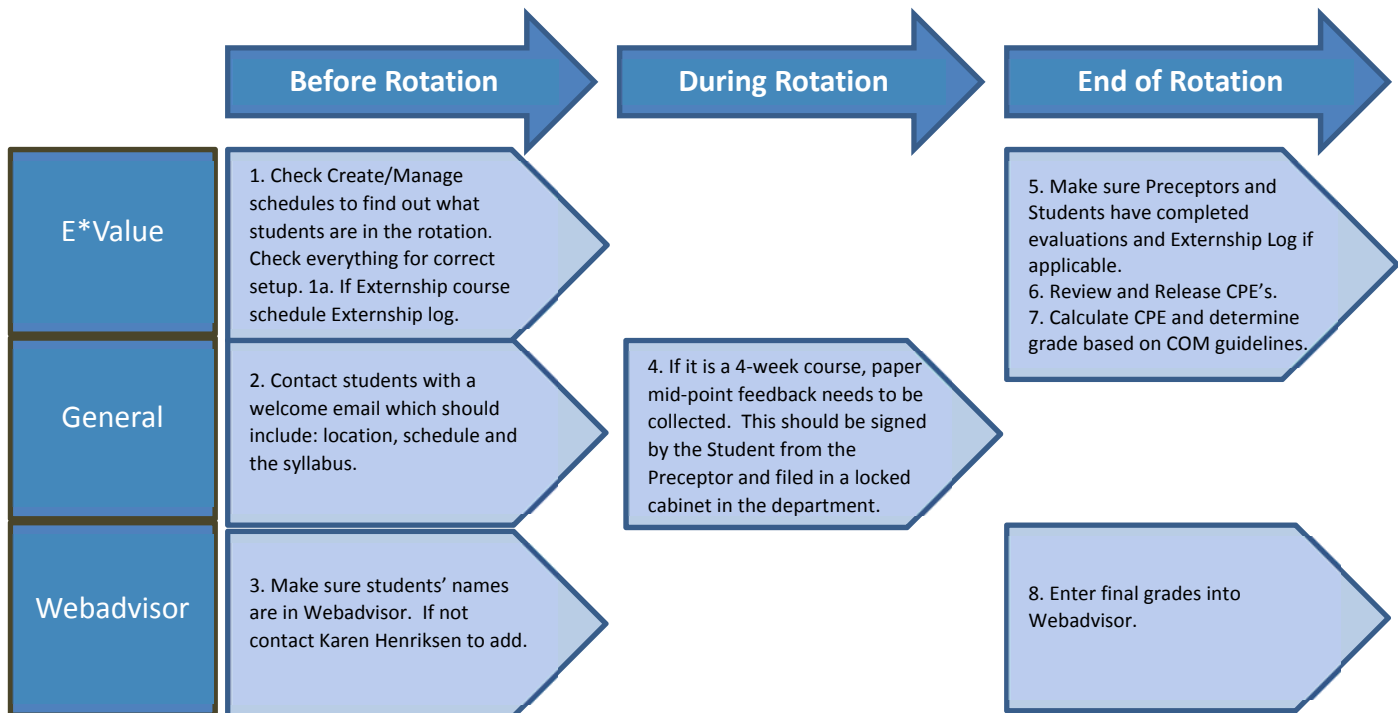 Before Rotation
During Rotation
End of Rotation
E*Value
1. Check Create/Manage
schedules to find out what
students are in the rotation.
Check everything for correct
setup. 1a. If Externship course
schedule Externship log.
5. Make sure Preceptors and
Students have completed
evaluations and Externship Log if
applicable.
6. Review and Release CPE's.
7. Calculate CPE and determine
grade based on COM guidelines.
General
2. Contact students with a
welcome email which should
include: location, schedule and
the syllabus.
4. If it is a 4-week course, paper
mid-point feedback needs to be
collected.  This should be signed
by the Student from the
Preceptor and filed in a locked
cabinet in the department.
Webadvisor
3. Make sure students’ names
are in Webadvisor.  If not
contact Karen Henriksen to add.
8. Enter final grades into
Webadvisor.